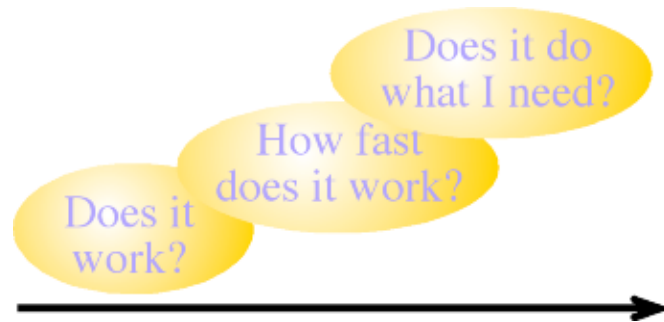 Does it
work?
How fast
does it work?
Does it do
what I need?